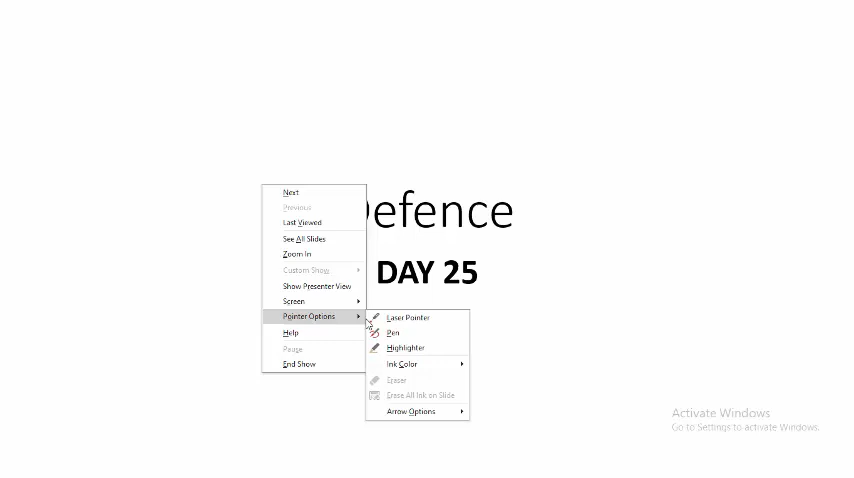 Defence
DAY 25
Next
Previous
Last Viewed
See All Slides
Zoom In
Custom Show
Show Presenter View
Screen
Pointer Options
Help
Pause
End Show
Laser Pointer
Pen
Highlighter
Ink Color
Eraser
Erase All Ink on Slide
Arrow Options
Activate Windows
Go to Settings to activate Windows.